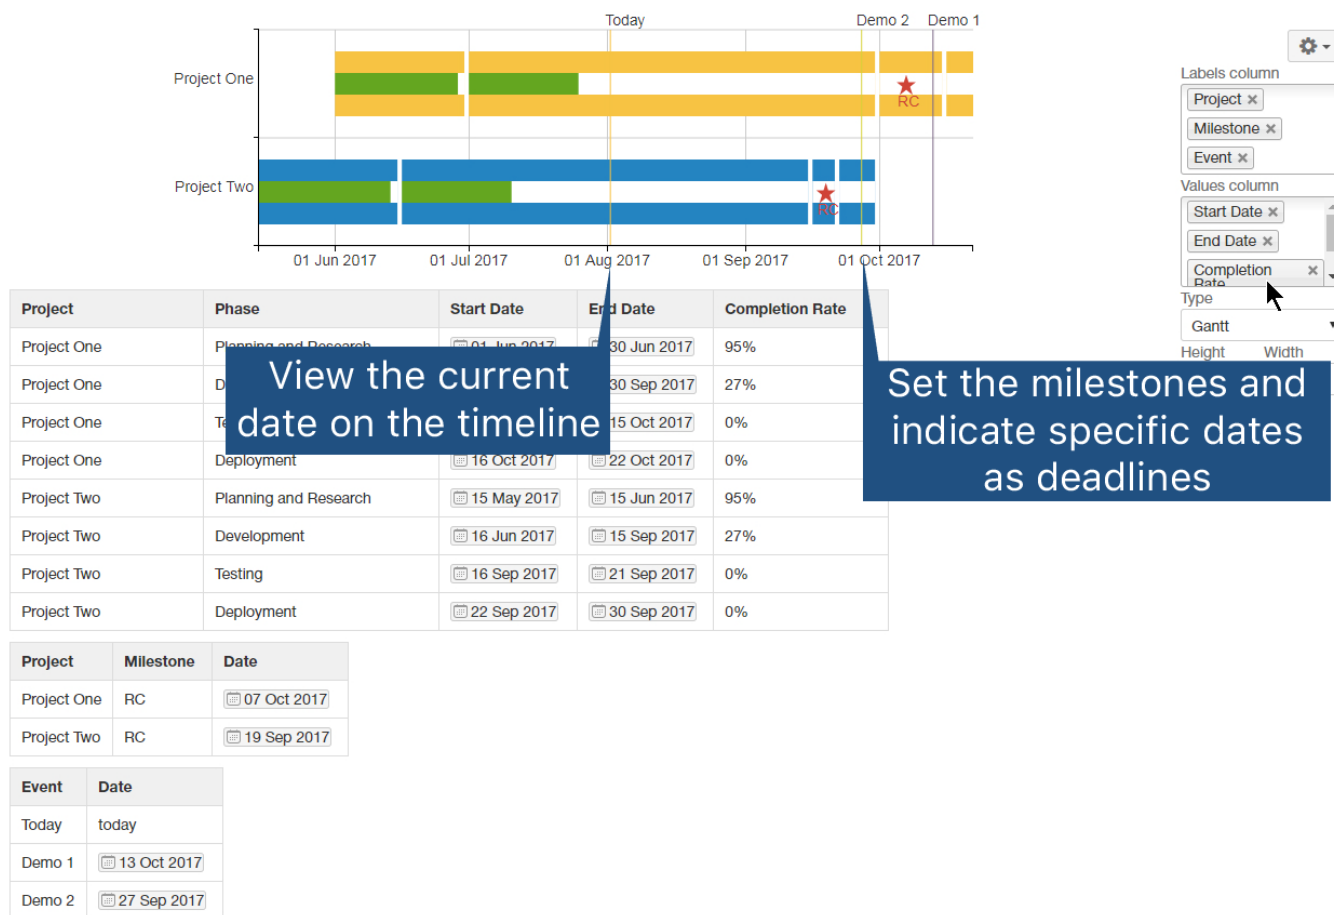 Today Demo 2 Demo 1
Project One
RC
Project Two
RC
01 Jun 2017 01 Jul 2017 01 Aug 2017 01 Sep 2017 01 Oct 2017
Labels column
Project ×
Milestone ×
Event ×
Values column
Start Date ×
End Date ×
Completion Rate ×
Type
Gantt
Height Width
View the current
date on the timeline
Set the milestones and
indicate specific dates
as deadlines
Project Phase Start Date End Date Completion Rate
Project One Planning and Research 01 Jun 2017 30 Jun 2017 95%
Project One 30 Sep 2017 27%
Project One 15 Oct 2017 0%
Project One Deployment 16 Oct 2017 22 Oct 2017 0%
Project Two Planning and Research 15 May 2017 15 Jun 2017 95%
Project Two Development 16 Jun 2017 15 Sep 2017 27%
Project Two Testing 16 Sep 2017 21 Sep 2017 0%
Project Two Deployment 22 Sep 2017 30 Sep 2017 0%
Project Milestone Date
Project One RC 07 Oct 2017
Project Two RC 19 Sep 2017
Event Date
Today today
Demo 1 13 Oct 2017
Demo 2 27 Sep 2017